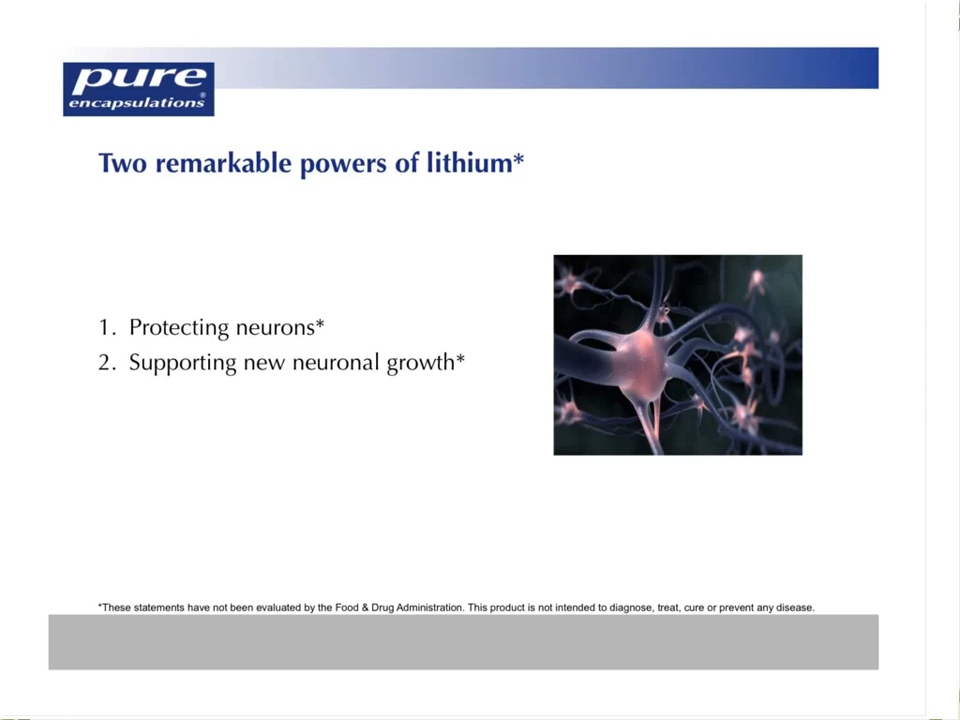 pure
encapsulations®
Two remarkable powers of lithium*
1. Protecting neurons*
2. Supporting new neuronal growth*
*These statements have not been evaluated by the Food & Drug Administration. This product is not intended to diagnose, treat, cure or prevent any disease.